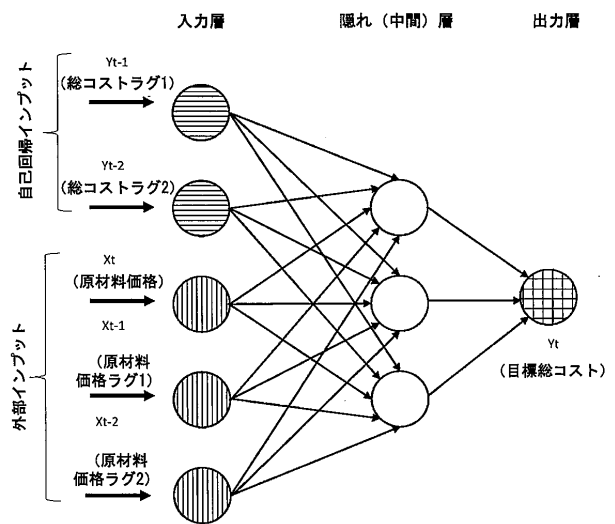 入力層
隠れ（中間）層
出力層
自己回帰インプット
Yt-1
（総コストラグ1）
Yt-2
（総コストラグ2）
外部インプット
Xt
（原材料価格）
Xt-1
（原材料
価格ラグ1）
Xt-2
（原材料
価格ラグ2）
Yt
（目標総コスト）